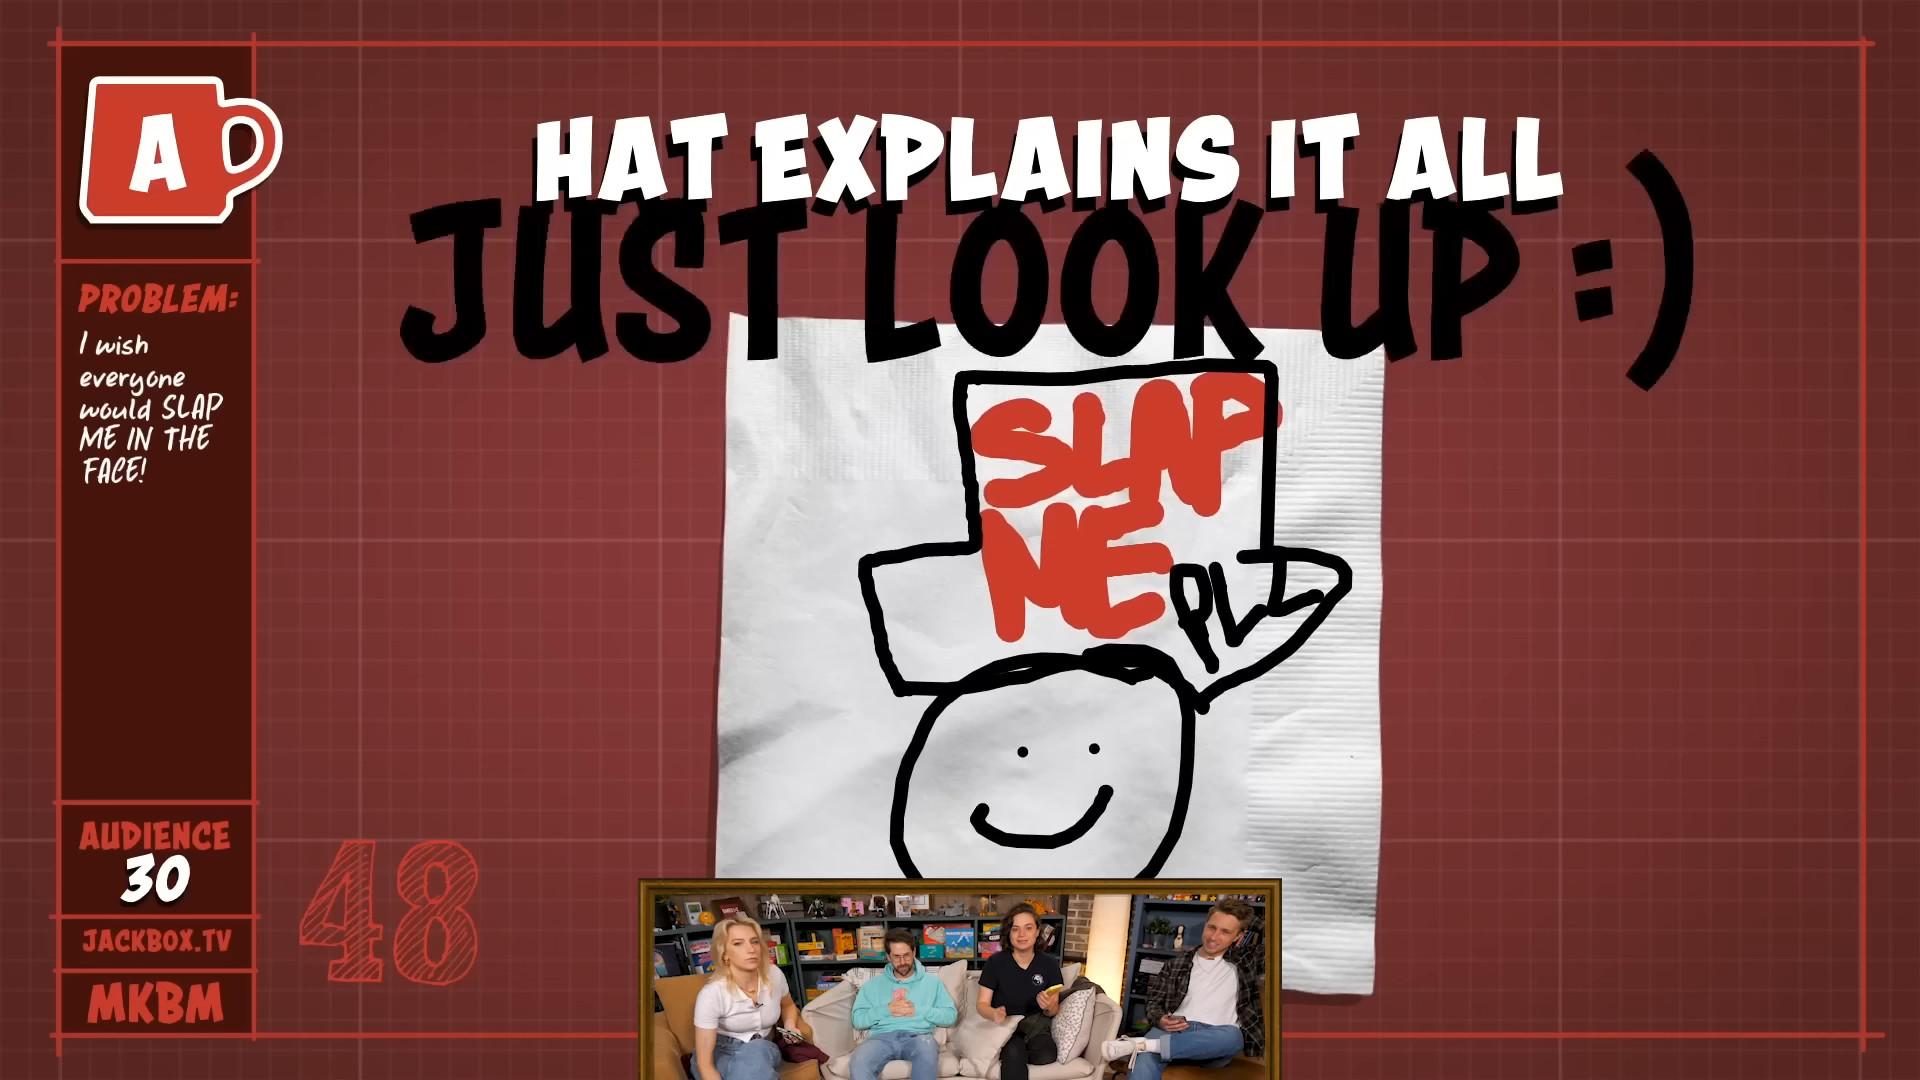 A
HAT EXPLAINS IT ALL
JUST LOOK UP :)
PROBLEM:
I wish
everyone
would SLAP
ME IN THE
FACE!
SLAP
ME
PLZ
AUDIENCE
30
48
JACKBOX.TV
MKBM